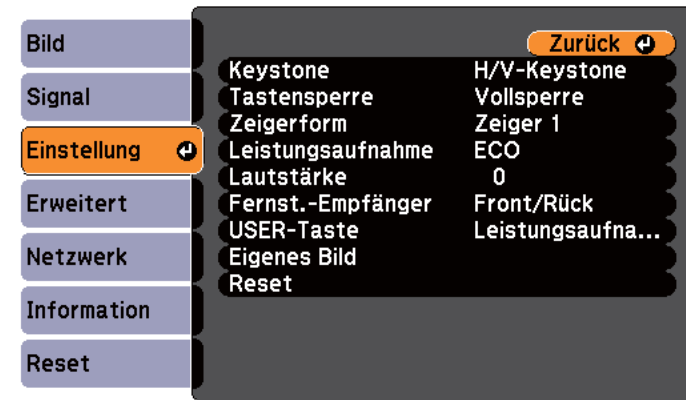 Bild
Signal
Einstellung
Erweitert
Netzwerk
Information
Reset
Zurück
Keystone H/V-Keystone
Tastensperre Vollsperre
Zeigerform Zeiger 1
Leistungsaufnahme ECO
Lautstärke 0
Fernst.-Empfänger Front/Rück
USER-Taste Leistungsaufna...
Eigenes Bild
Reset